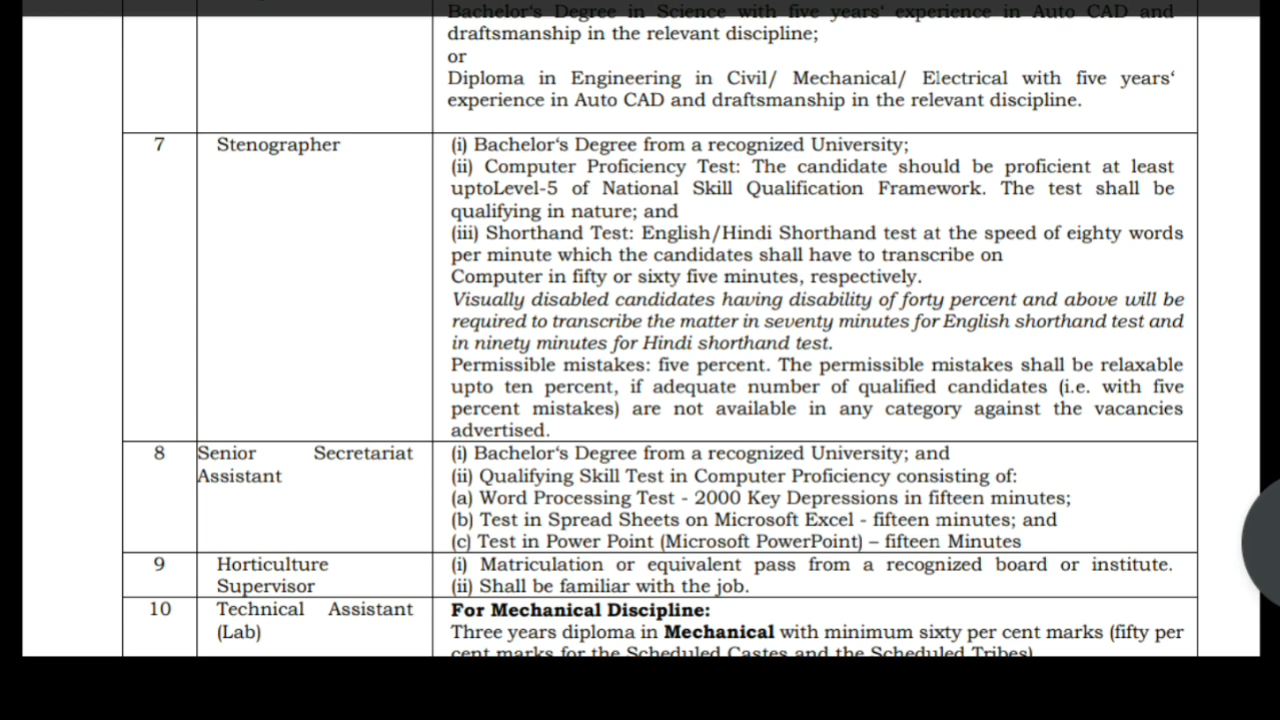 Bachelor's Degree in Science with five years' experience in Auto CAD and
draftsmanship in the relevant discipline;
or
Diploma in Engineering in Civil/ Mechanical/ Electrical with five years‘
experience in Auto CAD and draftsmanship in the relevant discipline.
7 Stenographer (i) Bachelor‘s Degree from a recognized University;
(ii) Computer Proficiency Test: The candidate should be proficient at least
uptoLevel-5 of National Skill Qualification Framework. The test shall be
qualifying in nature; and
(iii) Shorthand Test: English/Hindi Shorthand test at the speed of eighty words
per minute which the candidates shall have to transcribe on
Computer in fifty or sixty five minutes, respectively.
Visually disabled candidates having disability of forty percent and above will be
required to transcribe the matter in seventy minutes for English shorthand test and
in ninety minutes for Hindi shorthand test.
Permissible mistakes: five percent. The permissible mistakes shall be relaxable
upto ten percent, if adequate number of qualified candidates (i.e. with five
percent mistakes) are not available in any category against the vacancies
advertised.
8 Senior Secretariat (i) Bachelor‘s Degree from a recognized University; and
Assistant (ii) Qualifying Skill Test in Computer Proficiency consisting of:
(a) Word Processing Test - 2000 Key Depressions in fifteen minutes;
(b) Test in Spread Sheets on Microsoft Excel - fifteen minutes; and
(c) Test in Power Point (Microsoft PowerPoint) – fifteen Minutes
9 Horticulture (i) Matriculation or equivalent pass from a recognized board or institute.
Supervisor (ii) Shall be familiar with the job.
10 Technical Assistant For Mechanical Discipline:
(Lab) Three years diploma in Mechanical with minimum sixty per cent marks (fifty per
cent marks for the Scheduled Castes and the Scheduled Tribes)